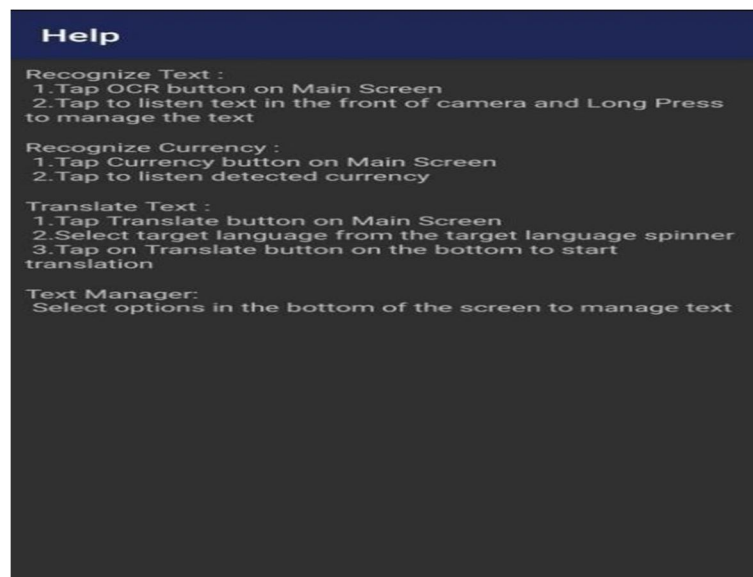 Help
Recognize Text :
1.Tap OCR button on Main Screen
2.Tap to listen text in the front of camera and Long Press
to manage the text
Recognize Currency :
1.Tap Currency button on Main Screen
2.Tap to listen detected currency
Translate Text :
1.Tap Translate button on Main Screen
2.Select target language from the target language spinner
3.Tap on Translate button on the bottom to start
translation
Text Manager:
Select options in the bottom of the screen to manage text